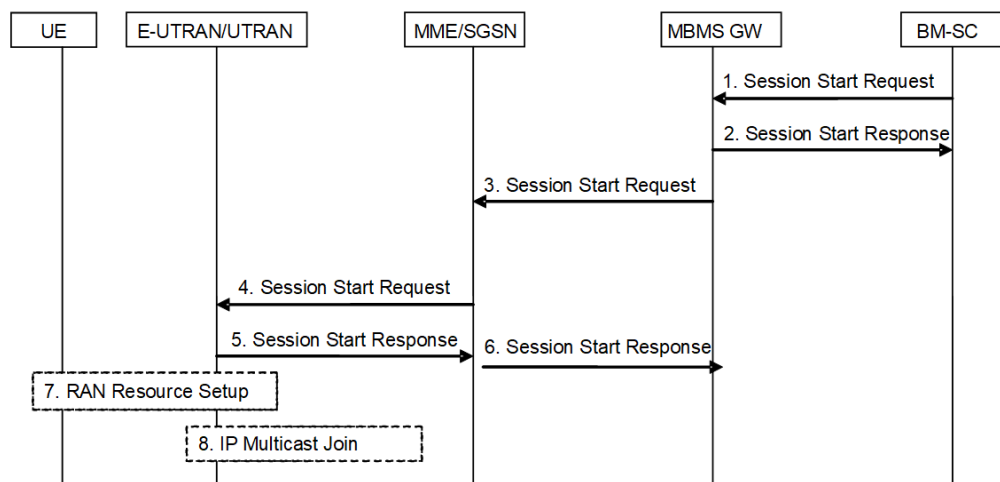 UE
E-UTRAN/UTRAN
MME/SGSN
MBMS GW
BM-SC
1. Session Start Request
2. Session Start Response
3. Session Start Request
4. Session Start Request
5. Session Start Response
6. Session Start Response
7. RAN Resource Setup
8. IP Multicast Join